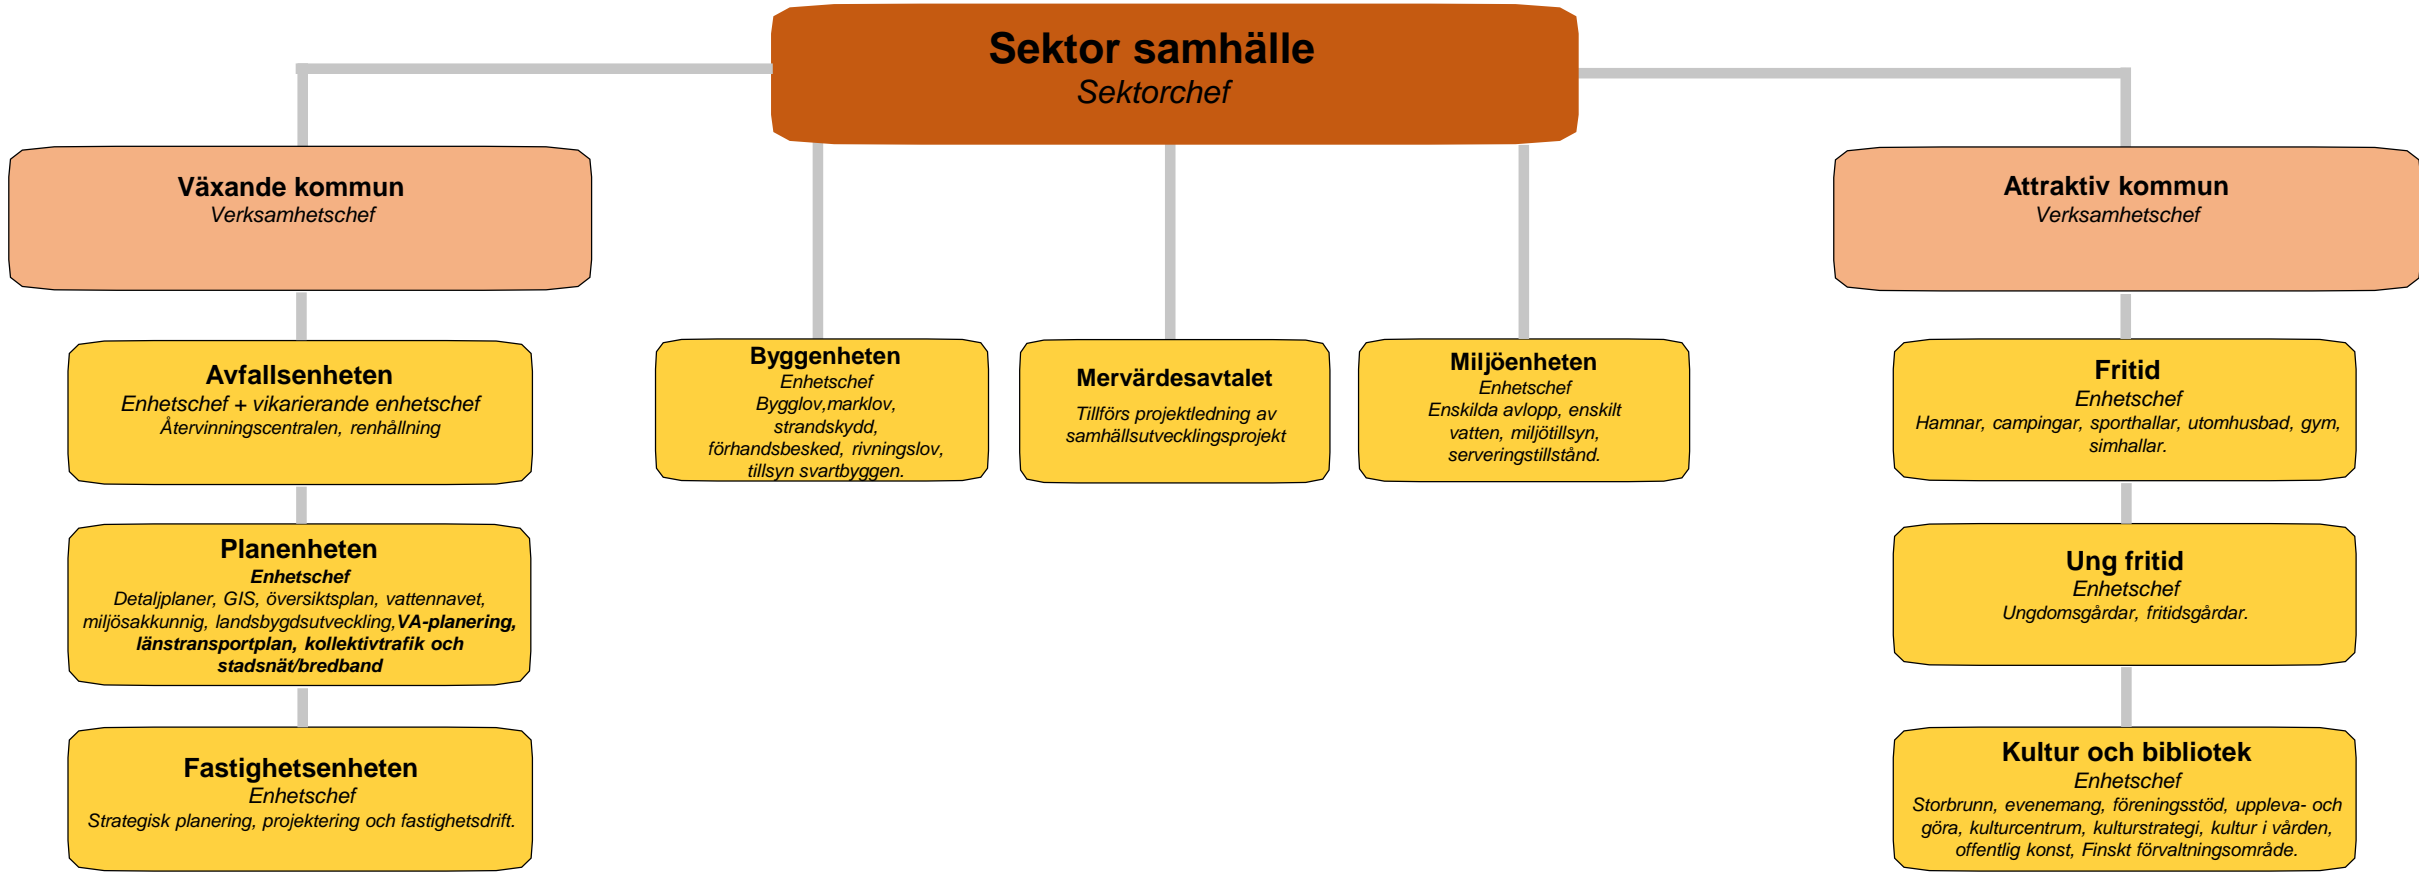 Sektor samhälle
Sektorchef
Växande kommun
Verksamhetschef
Attraktiv kommun
Verksamhetschef
Avfallsenheten
Enhetschef + vikarierande enhetschef
Återvinningscentralen, renhållning
Byggenheten
Enhetschef
Bygglov,marklov,
strandskydd,
förhandsbesked, rivningslov,
tillsyn svartbyggen.
Mervärdesavtalet
Tillförs projektledning av
samhällsutvecklingsprojekt
Miljöenheten
Enhetschef
Enskilda avlopp, enskilt
vatten, miljötillsyn,
serveringstillstånd.
Fritid
Enhetschef
Hamnar, campingar, sporthallar, utomhusbad, gym,
simhallar.
Planenheten
Enhetschef
Detaljplaner, GIS, översiktsplan, vattennavet,
miljösakkunnig, landsbygdsutveckling,VA-planering,
länstransportplan, kollektivtrafik och
stadsnät/bredband
Ung fritid
Enhetschef
Ungdomsgårdar, fritidsgårdar.
Fastighetsenheten
Enhetschef
Strategisk planering, projektering och fastighetsdrift.
Kultur och bibliotek
Enhetschef
Storbrunn, evenemang, föreningsstöd, uppleva- och
göra, kulturcentrum, kulturstrategi, kultur i vården,
offentlig konst, Finskt förvaltningsområde.